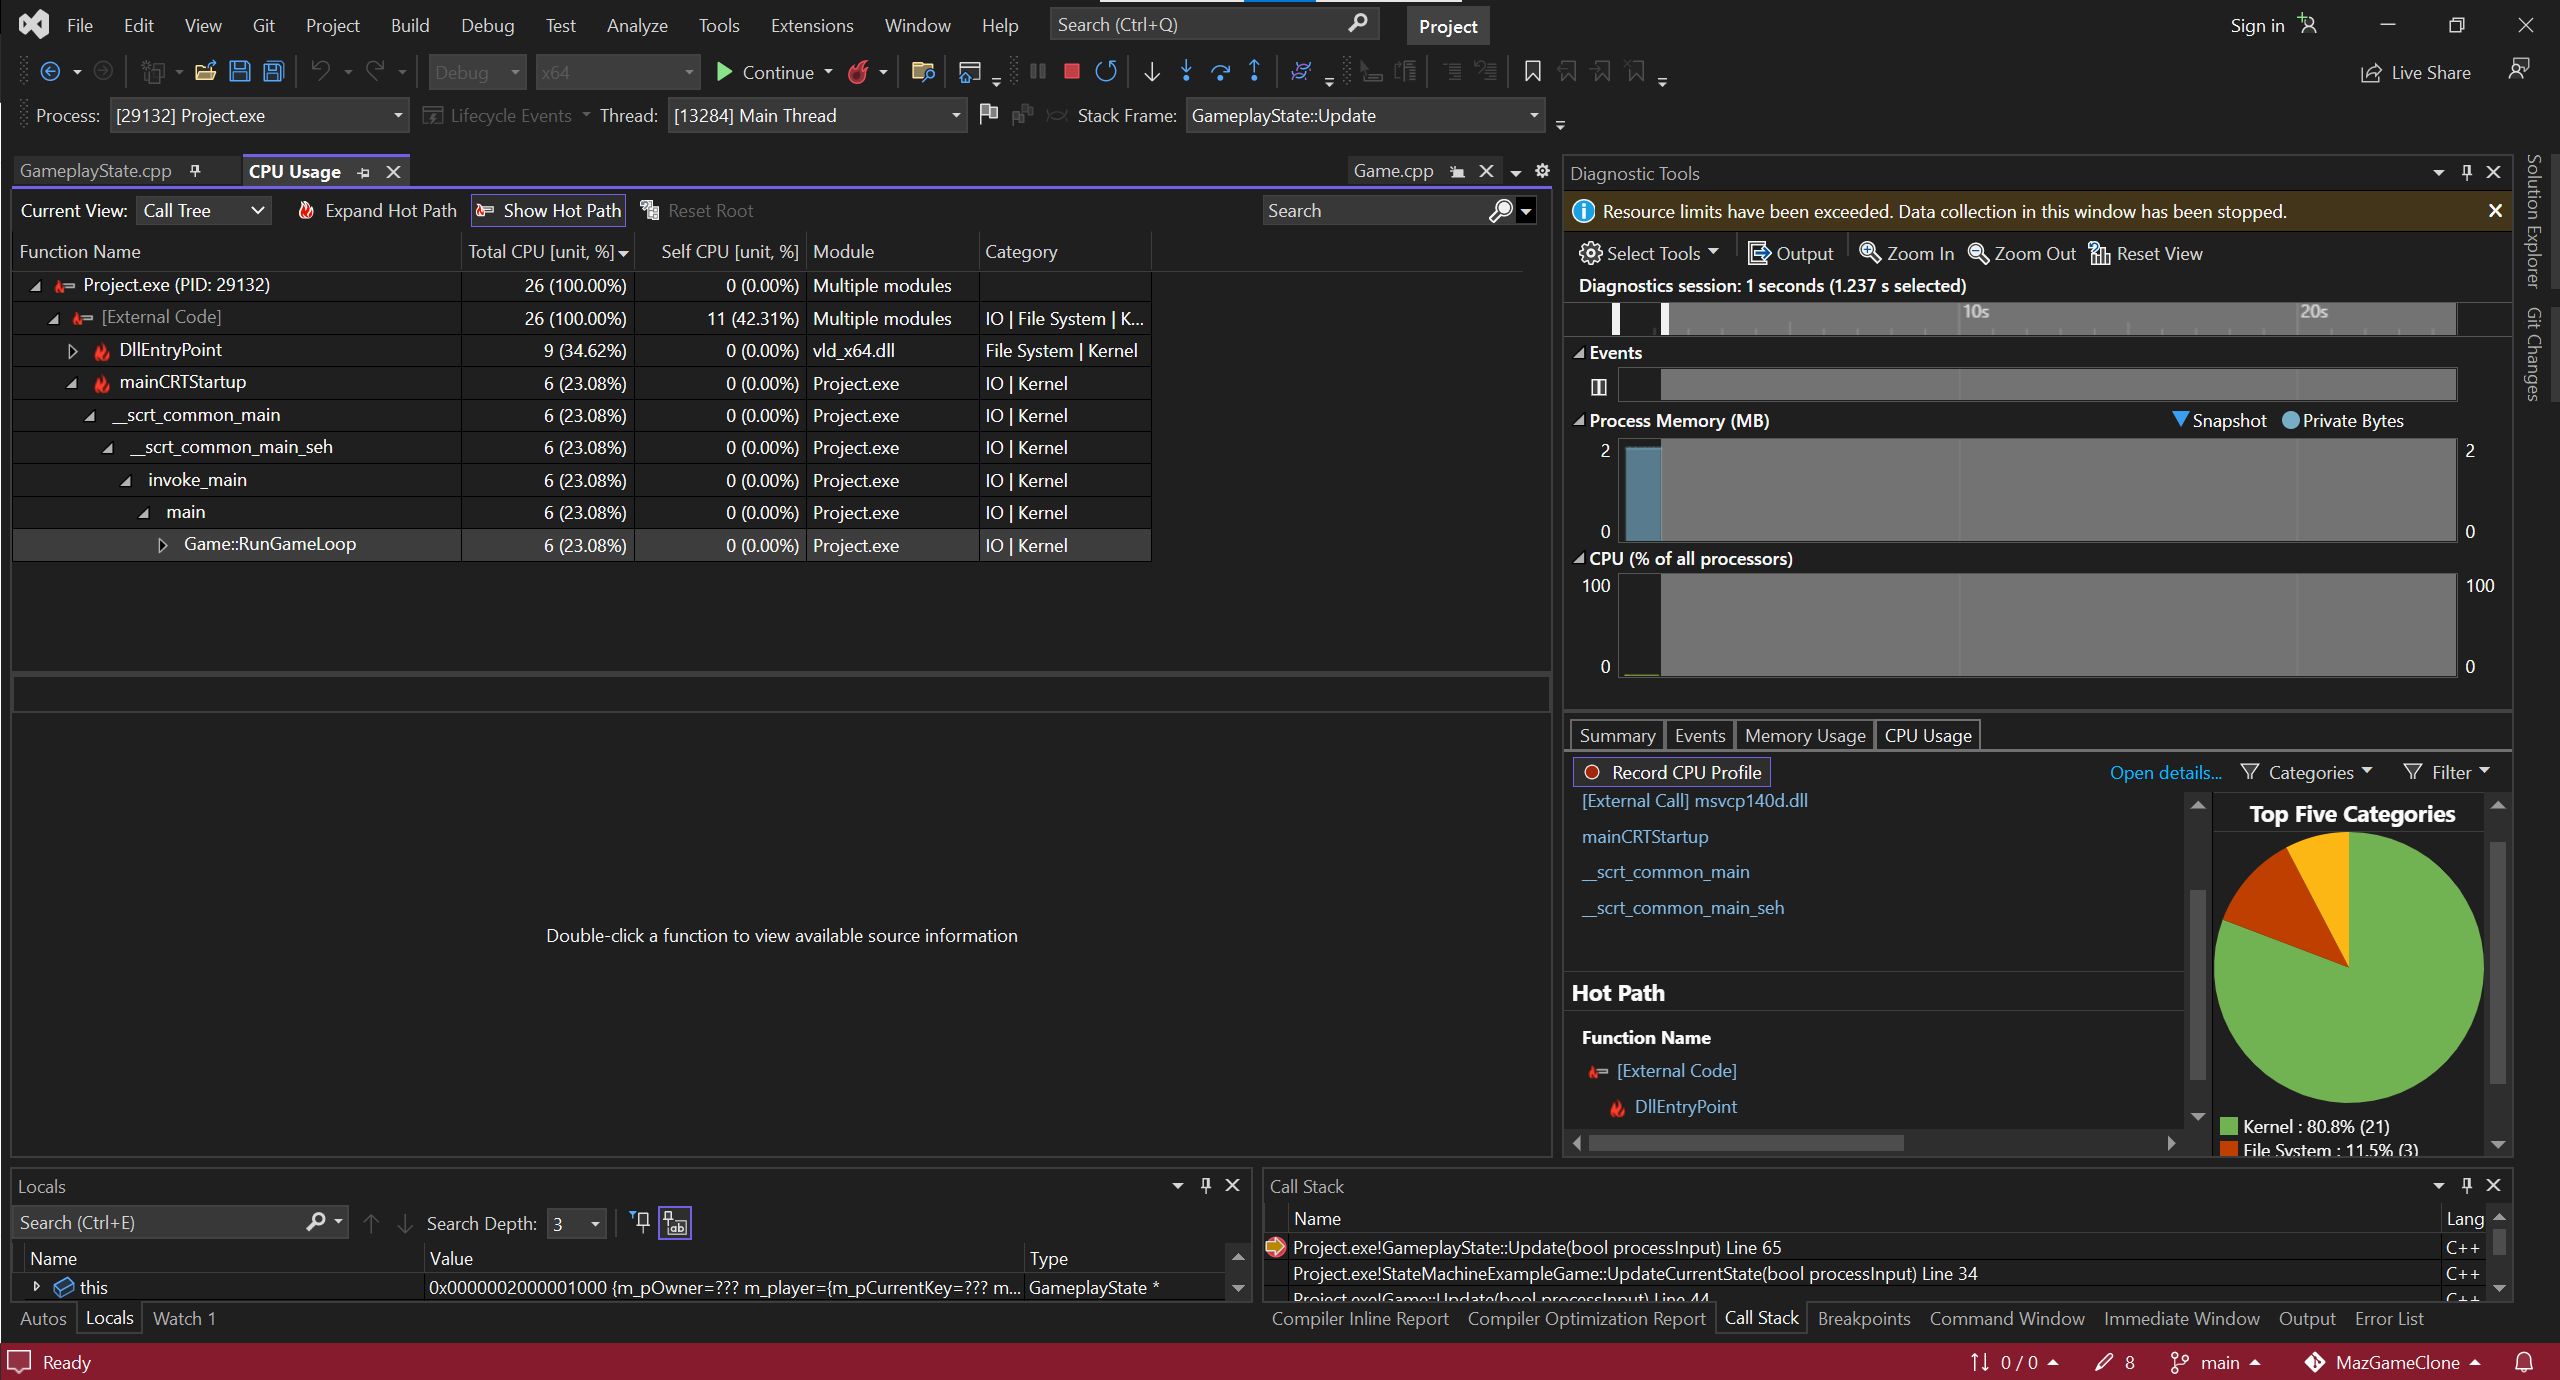 File Edit View Git Project Build Debug Test Analyze Tools Extensions Window Help Search (Ctrl+Q) Project Sign in
Debug x64 Continue Live Share
Process: [29132] Project.exe Lifecycle Events Thread: [13284] Main Thread Stack Frame: GameplayState::Update
GameplayState.cpp CPU Usage Game.cpp
Current View: Call Tree Expand Hot Path Show Hot Path Reset Root Search
Function Name Total CPU [unit, %] Self CPU [unit, %] Module Category
Project.exe (PID: 29132) 26 (100.00%) 0 (0.00%) Multiple modules
[External Code] 26 (100.00%) 11 (42.31%) Multiple modules IO | File System | K...
DllEntryPoint 9 (34.62%) 0 (0.00%) vld_x64.dll File System | Kernel
mainCRTStartup 6 (23.08%) 0 (0.00%) Project.exe IO | Kernel
__scrt_common_main 6 (23.08%) 0 (0.00%) Project.exe IO | Kernel
__scrt_common_main_seh 6 (23.08%) 0 (0.00%) Project.exe IO | Kernel
invoke_main 6 (23.08%) 0 (0.00%) Project.exe IO | Kernel
main 6 (23.08%) 0 (0.00%) Project.exe IO | Kernel
Game::RunGameLoop 6 (23.08%) 0 (0.00%) Project.exe IO | Kernel
Double-click a function to view available source information
Diagnostic Tools
Resource limits have been exceeded. Data collection in this window has been stopped.
Select Tools Output Zoom In Zoom Out Reset View
Diagnostics session: 1 seconds (1.237 s selected)
10s 20s
Events
Process Memory (MB) Snapshot Private Bytes
2 2
0 0
CPU (% of all processors)
100 100
0 0
Summary Events Memory Usage CPU Usage
Record CPU Profile Open details... Categories Filter
[External Call] msvcp140d.dll
mainCRTStartup
__scrt_common_main
__scrt_common_main_seh
Hot Path
Function Name
[External Code]
DllEntryPoint
Top Five Categories
Kernel : 80.8% (21)
File System : 11.5% (3)
Solution Explorer
Git Changes
Locals
Search (Ctrl+E) Search Depth: 3
Name Value Type
this 0x0000002000001000 {m_pOwner=??? m_player={m_pCurrentKey=??? m... GameplayState *
Autos Locals Watch 1
Call Stack
Name Lang
Project.exe!GameplayState::Update(bool processInput) Line 65 C++
Project.exe!StateMachineExampleGame::UpdateCurrentState(bool processInput) Line 34 C++
Project.exe!Game::Update(bool processInput) Line 44 C++
Compiler Inline Report Compiler Optimization Report Call Stack Breakpoints Command Window Immediate Window Output Error List
Ready 0 / 0 8 main MazGameClone